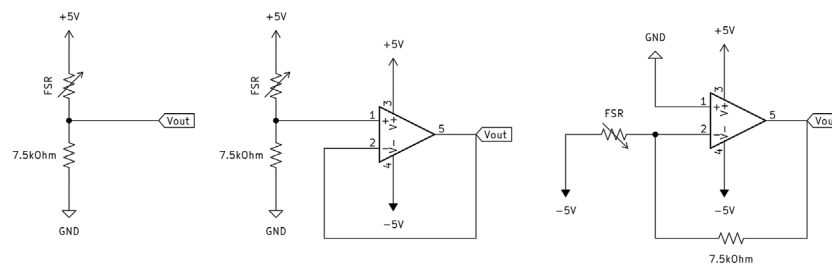 +5V
FSR
Vout
7.5kOhm
GND
+5V
+5V
FSR
3
V+
1
+
5
Vout
2
-
V-
4
7.5kOhm
GND
-5V
+5V
GND
3
V+
FSR
1
+
5
Vou
2
-
V-
4
-5V
-5V
7.5kOhm